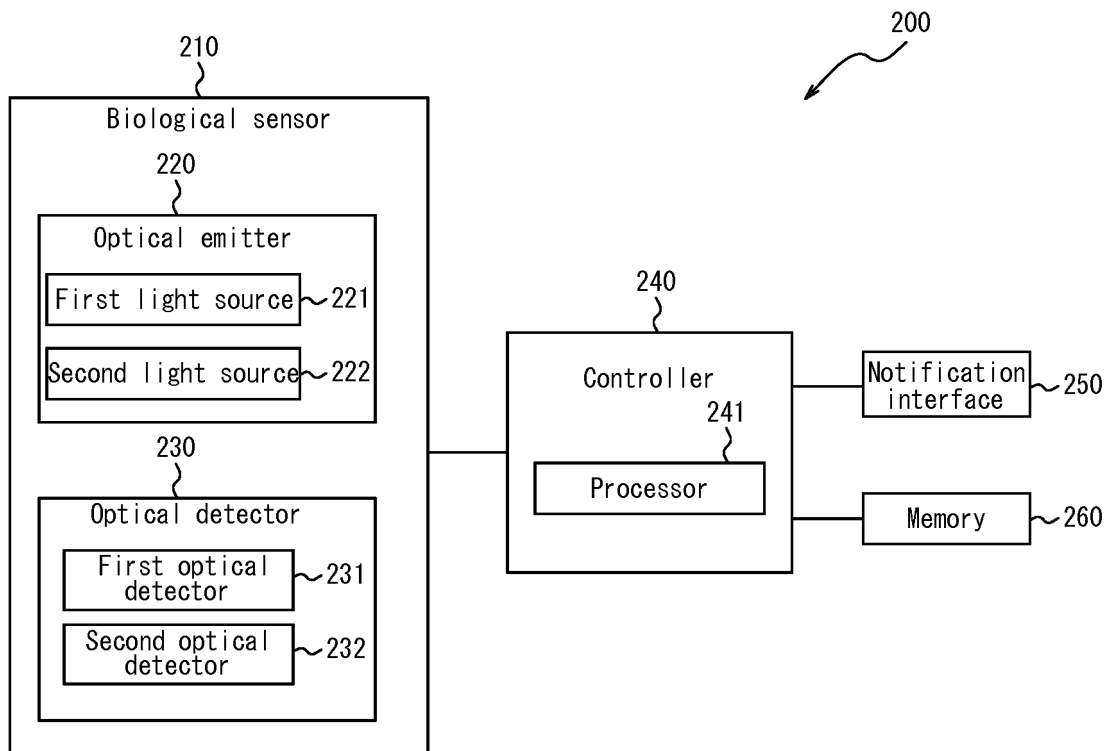 200
210
Biological sensor
220
Optical emitter
First light source
221
Second light source
222
230
Optical detector
First optical
detector
231
Second optical
detector
232
240
Controller
241
Processor
Notification
interface
250
Memory
260